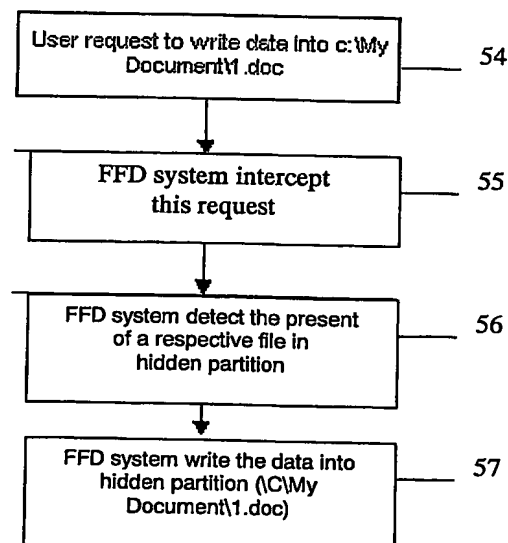 User request to write data into c:\My
Document\1.doc
54
FFD system intercept
this request
55
FFD system detect the present
of a respective file in
hidden partition
56
FFD system write the data into
hidden partition (\C\My
Document\1.doc)
57